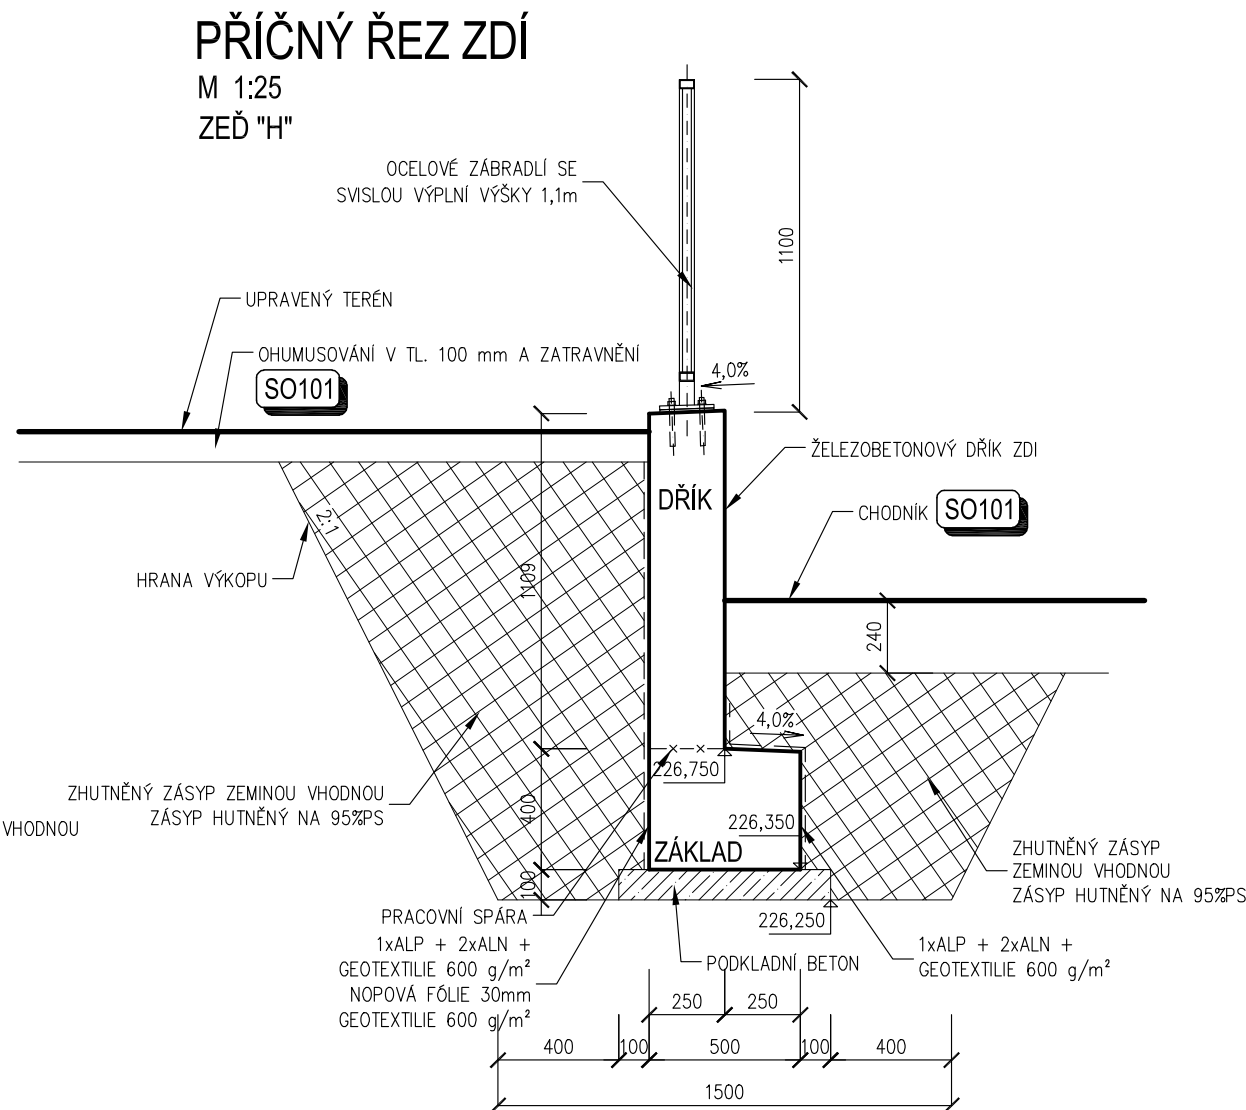 PŘÍČNÝ ŘEZ ZDÍ
M 1:25
ZEĎ "H"
OCELOVÉ ZÁBRADLÍ SE
SVISLOU VÝPLNÍ VÝŠKY 1,1m
1100
UPRAVENÝ TERÉN
OHUMUSOVÁNÍ V TL. 100 mm A ZATRAVNĚNÍ
SO101
4,0%
ŽELEZOBETONOVÝ DŘÍK ZDI
DŘÍK
CHODNÍK
SO101
2:1
HRANA VÝKOPU
1109
240
4,0%
226,750
ZHUTNĚNÝ ZÁSYP ZEMINOU VHODNOU
ZÁSYP HUTNĚNÝ NA 95%PS
VHODNOU
400
226,350
ZÁKLAD
ZHUTNĚNÝ ZÁSYP
ZEMINOU VHODNOU
ZÁSYP HUTNĚNÝ NA 95%PS
100
PRACOVNÍ SPÁRA
226,250
1xALP + 2xALN +
GEOTEXTILIE 600 g/m²
NOPOVÁ FÓLIE 30mm
GEOTEXTILIE 600 g/m²
PODKLADNÍ BETON
1xALP + 2xALN +
GEOTEXTILIE 600 g/m²
250 250
400 100 500 100 400
1500